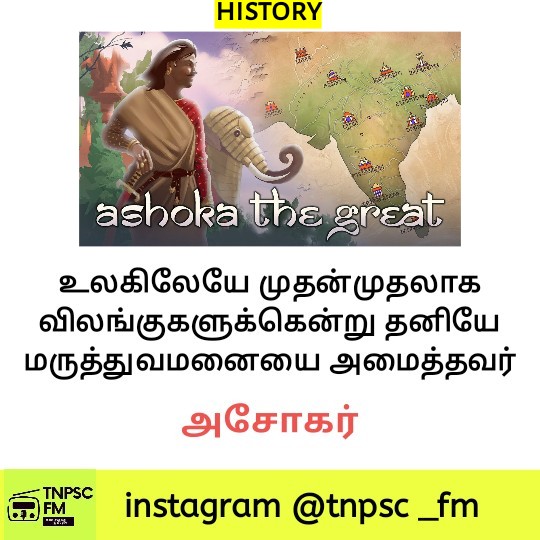 HISTORY
ashoka the great
உலகிலேயே முதன்முதலாக
விலங்குகளுக்கென்று தனியே
மருத்துவமனையை அமைத்தவர்
அசோகர்
TNPSC
FM
instagram @tnpsc _fm